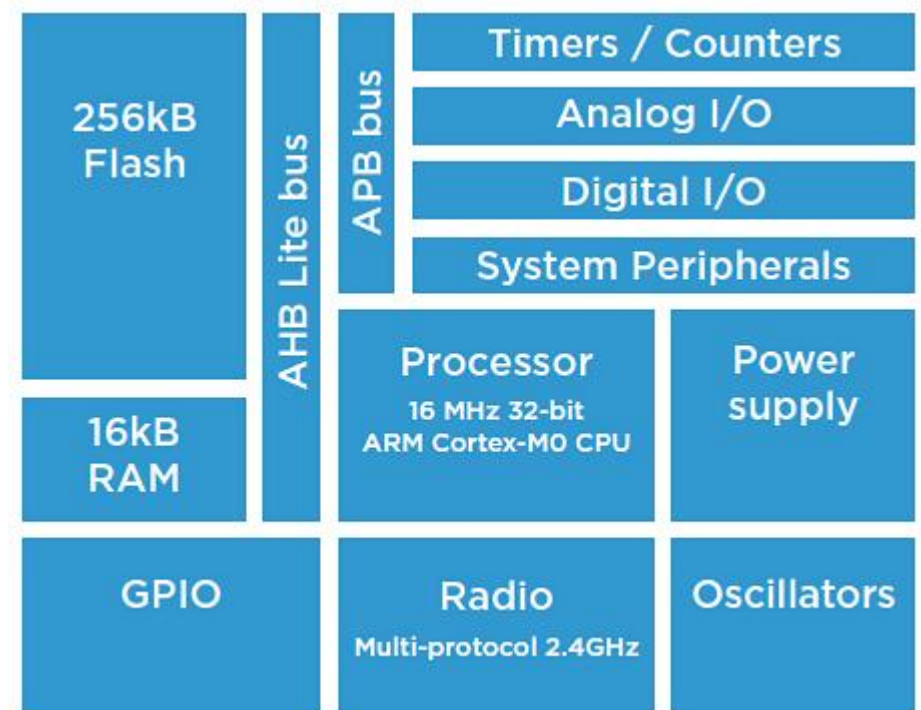 256kB
Flash
AHB Lite bus
APB bus
Timers / Counters
Analog I/O
Digital I/O
System Peripherals
16kB
RAM
Processor
16 MHz 32-bit
ARM Cortex-M0 CPU
Power
supply
GPIO
Radio
Multi-protocol 2.4GHz
Oscillators